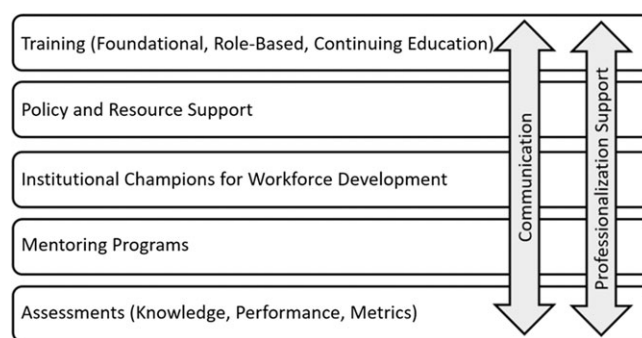 Training (Foundational, Role-Based, Continuing Education)
Policy and Resource Support
Institutional Champions for Workforce Development
Mentoring Programs
Assessments (Knowledge, Performance, Metrics)
Communication
Professionalization Support